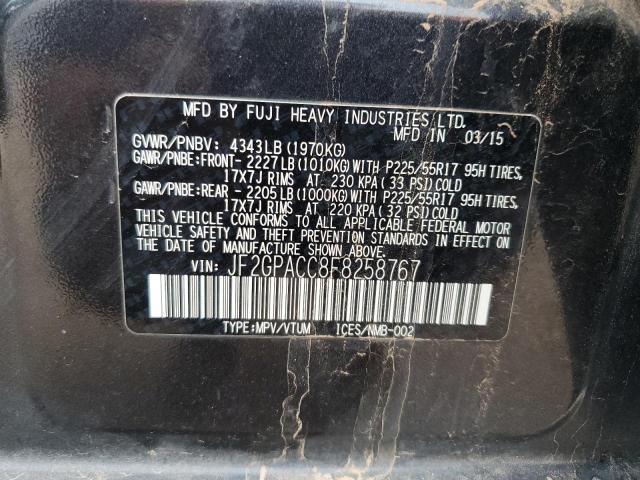 MFD BY FUJI HEAVY INDUSTRIES LTD.
MFD IN 03/15
GVWR/PNBV: 4343LB (1970KG)
GAWR/PNBE:FRONT- 2227LB (1010KG) WITH P225/55R17 95H TIRES,
17X7J RIMS AT 230 KPA (33 PSI) COLD
GAWR/PNBE:REAR - 2205LB (1000KG) WITH P225/55R17 95H TIRES,
17X7J RIMS AT 220 KPA (32 PSI) COLD
THIS VEHICLE CONFORMS TO ALL APPLICABLE FEDERAL MOTOR
VEHICLE SAFETY AND THEFT PREVENTION STANDARDS IN EFFECT
ON THE DATE OF MANUFACTURE SHOWN ABOVE.
VIN: JF2GPACC8F8258767
TYPE:MPV/VTUM ICES/NMB-002